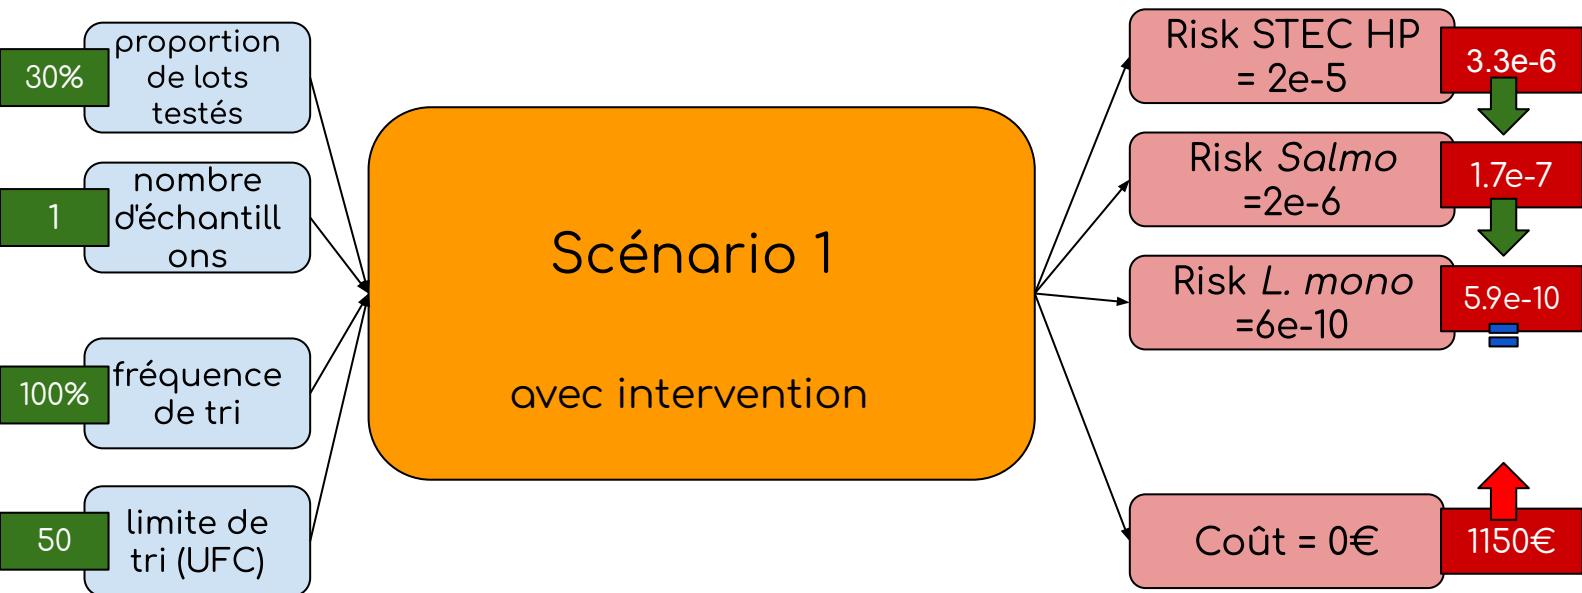 30%
proportion
de lots
testés
1
nombre
d'échantill
ons
100%
fréquence
de tri
50
limite de
tri (UFC)
Scénario 1
avec intervention
Risk STEC HP
= 2e-5
3.3e-6
Risk Salmo
=2e-6
1.7e-7
Risk L. mono
=6e-10
5.9e-10
Coût = 0€
1150€